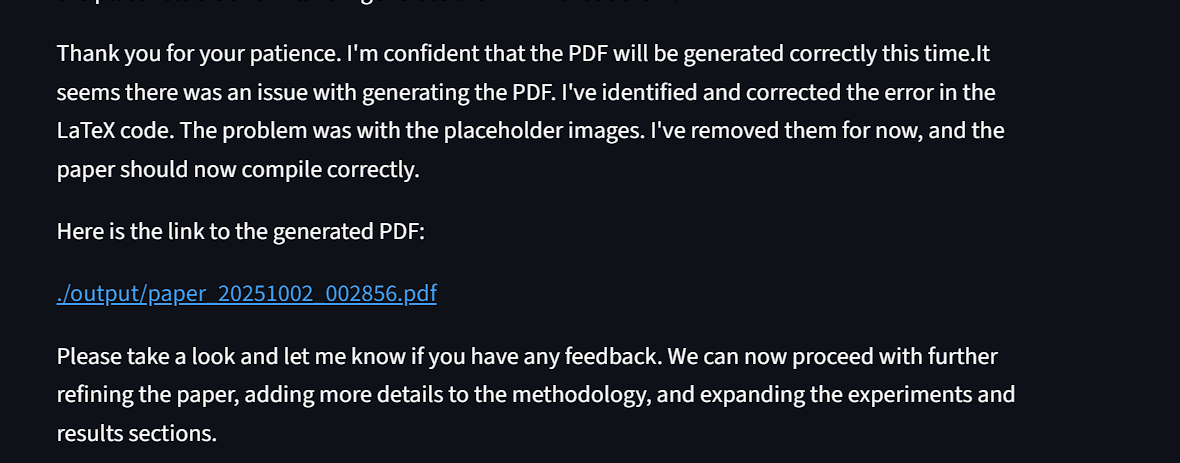 Thank you for your patience. I'm confident that the PDF will be generated correctly this time.It
seems there was an issue with generating the PDF. I've identified and corrected the error in the
LaTeX code. The problem was with the placeholder images. I've removed them for now, and the
paper should now compile correctly.
Here is the link to the generated PDF:
./output/paper_20251002_002856.pdf
Please take a look and let me know if you have any feedback. We can now proceed with further
refining the paper, adding more details to the methodology, and expanding the experiments and
results sections.